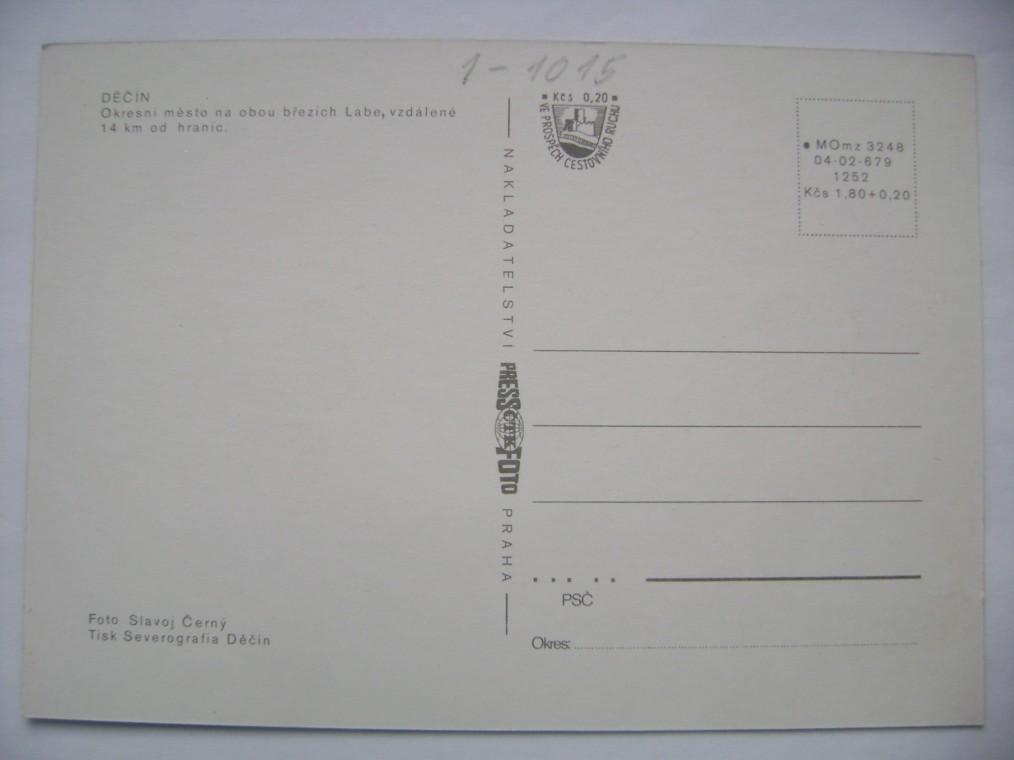 1-1015
DĚČÍN
Okresní město na obou březích Labe, vzdálené
14 km od hranic.
Kčs 0,20
VE PROSPĚCH CESTOVNÍHO RUCHU
• MOmz 3248
04-02-679
1252
Kčs 1,80+0,20
NAKLADATELSTVÍ PRESSFOTO PRAHA
ČTK
PSČ
Okres:
Foto Slavoj Černý
Tisk Severografia Děčín